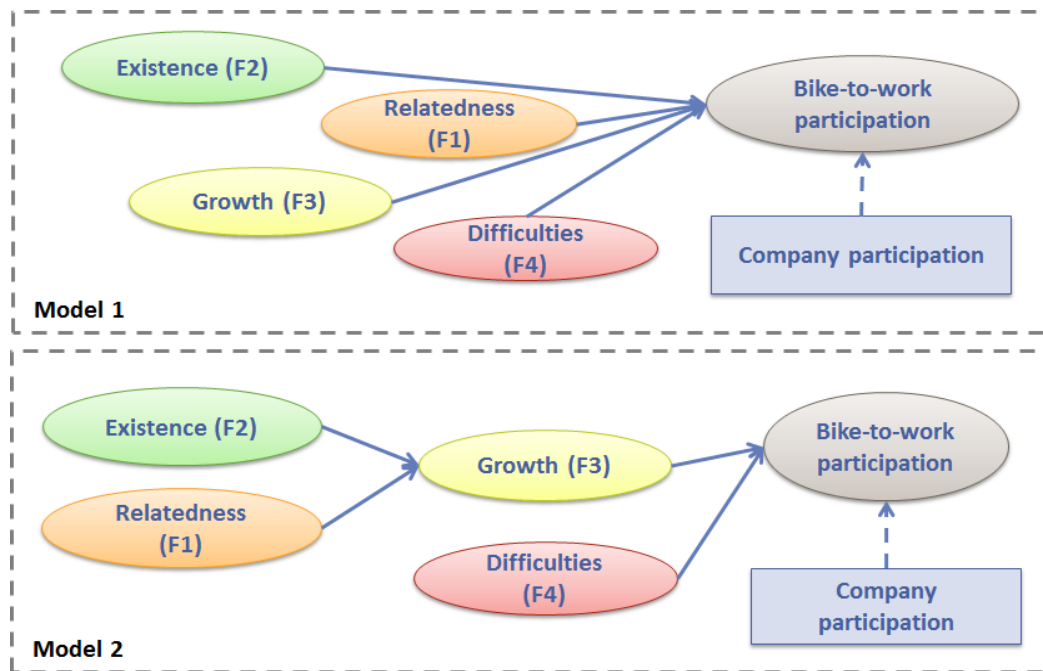 Existence (F2)
Relatedness
(F1)
Growth (F3)
Difficulties
(F4)
Bike-to-work
participation
Company participation
Model 1
Existence (F2)
Relatedness
(F1)
Growth (F3)
Difficulties
(F4)
Bike-to-work
participation
Company
participation
Model 2